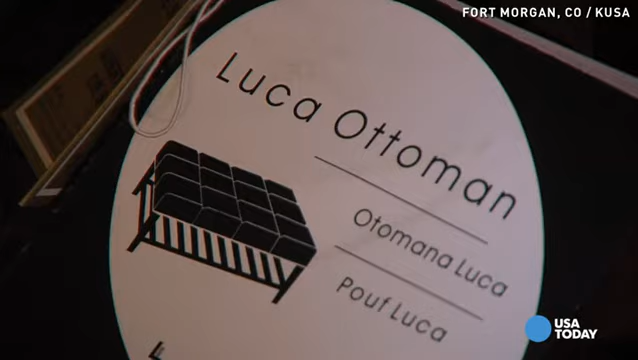 FORT MORGAN, CO / KUSA
Luca Ottoman
Otomana Luca
Pouf Luca
USA
TODAY